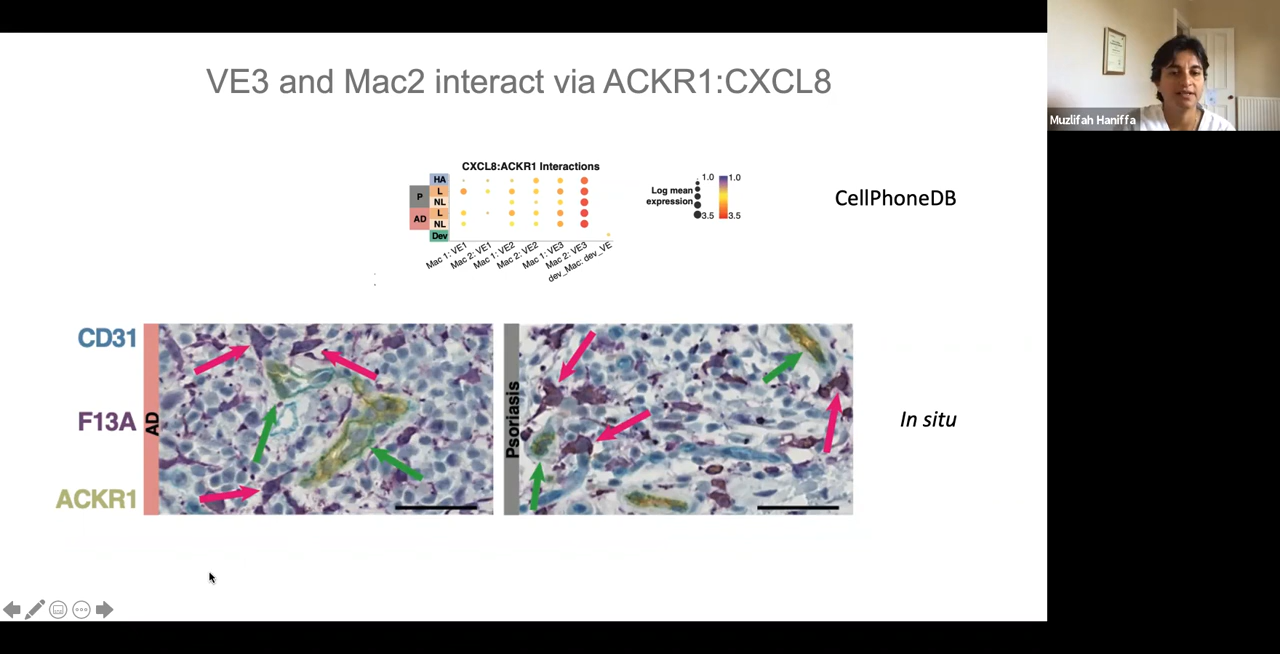 VE3 and Mac2 interact via ACKR1:CXCL8
Muzlifah Haniffa
CXCL8:ACKR1 Interactions
HA
P
L
NL
AD
L
NL
Dev
Mac 1: VE1
Mac 2: VE1
Mac 1: VE2
Mac 2: VE2
Mac 1: VE3
Mac 2: VE3
dev_Mac: dev_VE
Log mean
expression
1.0
3.5
1.0
3.5
CellPhoneDB
CD31
F13A
ACKR1
AD
Psoriasis
In situ